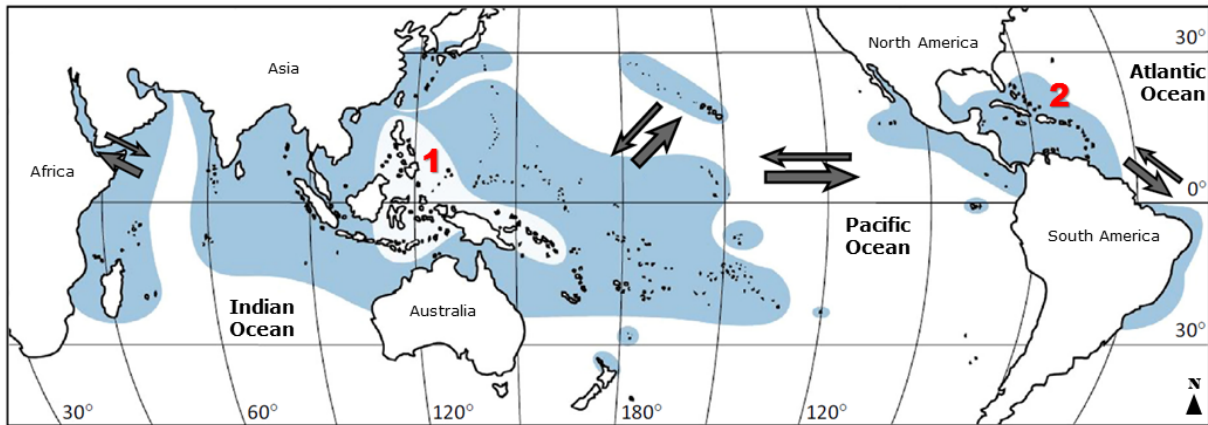 North America
30°
Atlantic
Ocean
Asia
2
1
Africa
0°
Pacific
Ocean
South America
Indian
Ocean
Australia
30°
N
30°
60°
120°
180°
120°